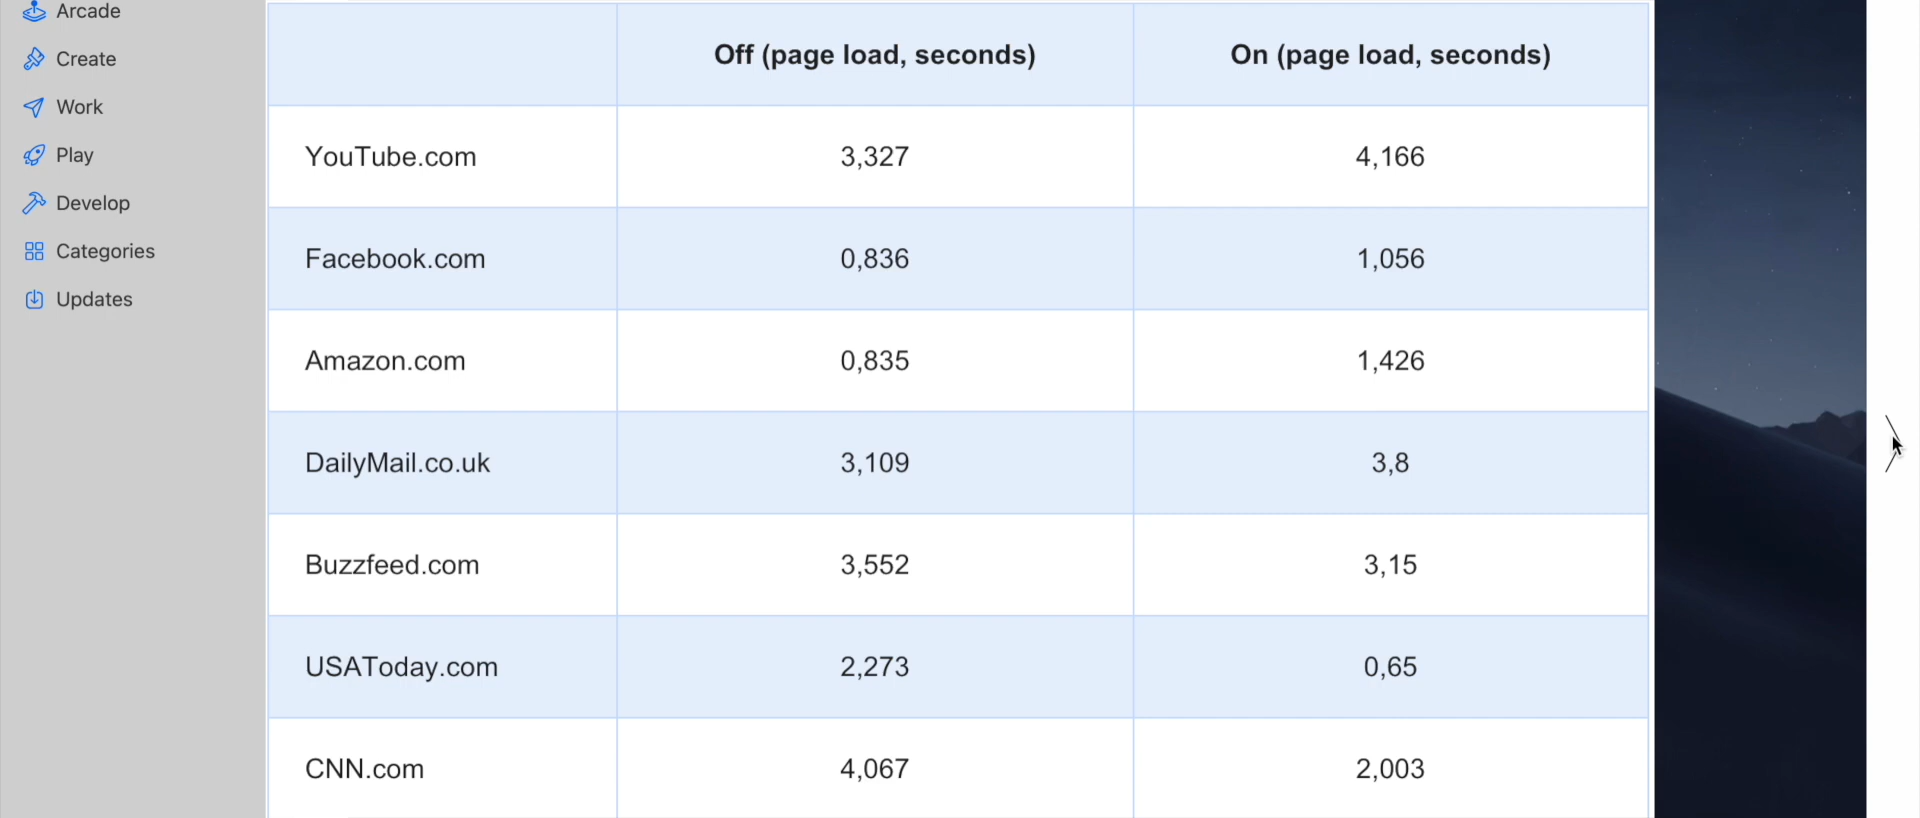 Arcade
Create
Work
Play
Develop
Categories
Updates
Off (page load, seconds) On (page load, seconds)
YouTube.com 3,327 4,166
Facebook.com 0,836 1,056
Amazon.com 0,835 1,426
DailyMail.co.uk 3,109 3,8
Buzzfeed.com 3,552 3,15
USAToday.com 2,273 0,65
CNN.com 4,067 2,003